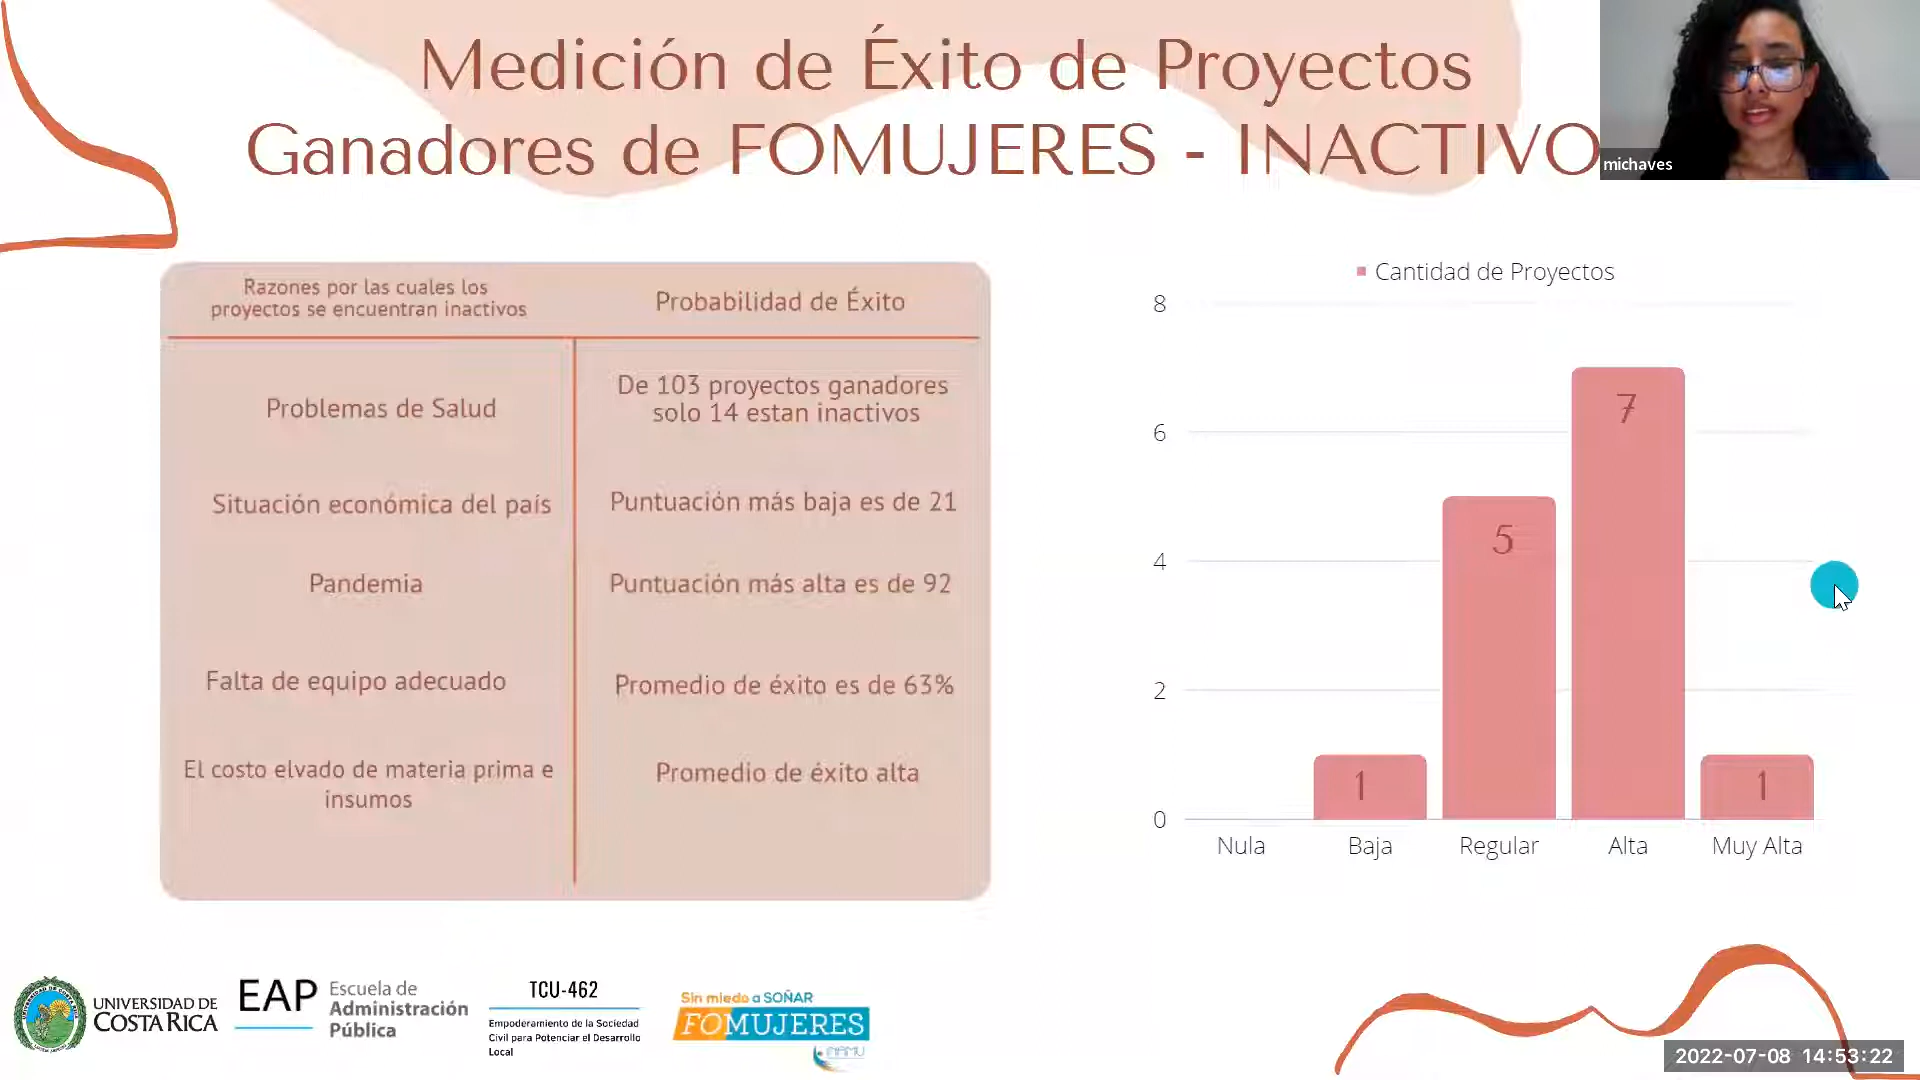 Medición de Éxito de Proyectos
Ganadores de FOMUJERES - INACTIVO
michaves
Razones por las cuales los
proyectos se encuentran inactivos
Probabilidad de Éxito
Problemas de Salud
De 103 proyectos ganadores
solo 14 estan inactivos
Situación económica del país
Puntuación más baja es de 21
Pandemia
Puntuación más alta es de 92
Falta de equipo adecuado
Promedio de éxito es de 63%
El costo elvado de materia prima e
insumos
Promedio de éxito alta
Cantidad de Proyectos
8
6
4
2
0
1
5
7
1
Nula
Baja
Regular
Alta
Muy Alta
UNIVERSIDAD DE
COSTA RICA
EAP
Escuela de
Administración
Pública
TCU-462
Empoderamiento de la Sociedad
Civil para Potenciar el Desarrollo
Local
Sin miedo a SOÑAR
FOMUJERES
INAMU
2022-07-08 14:53:22